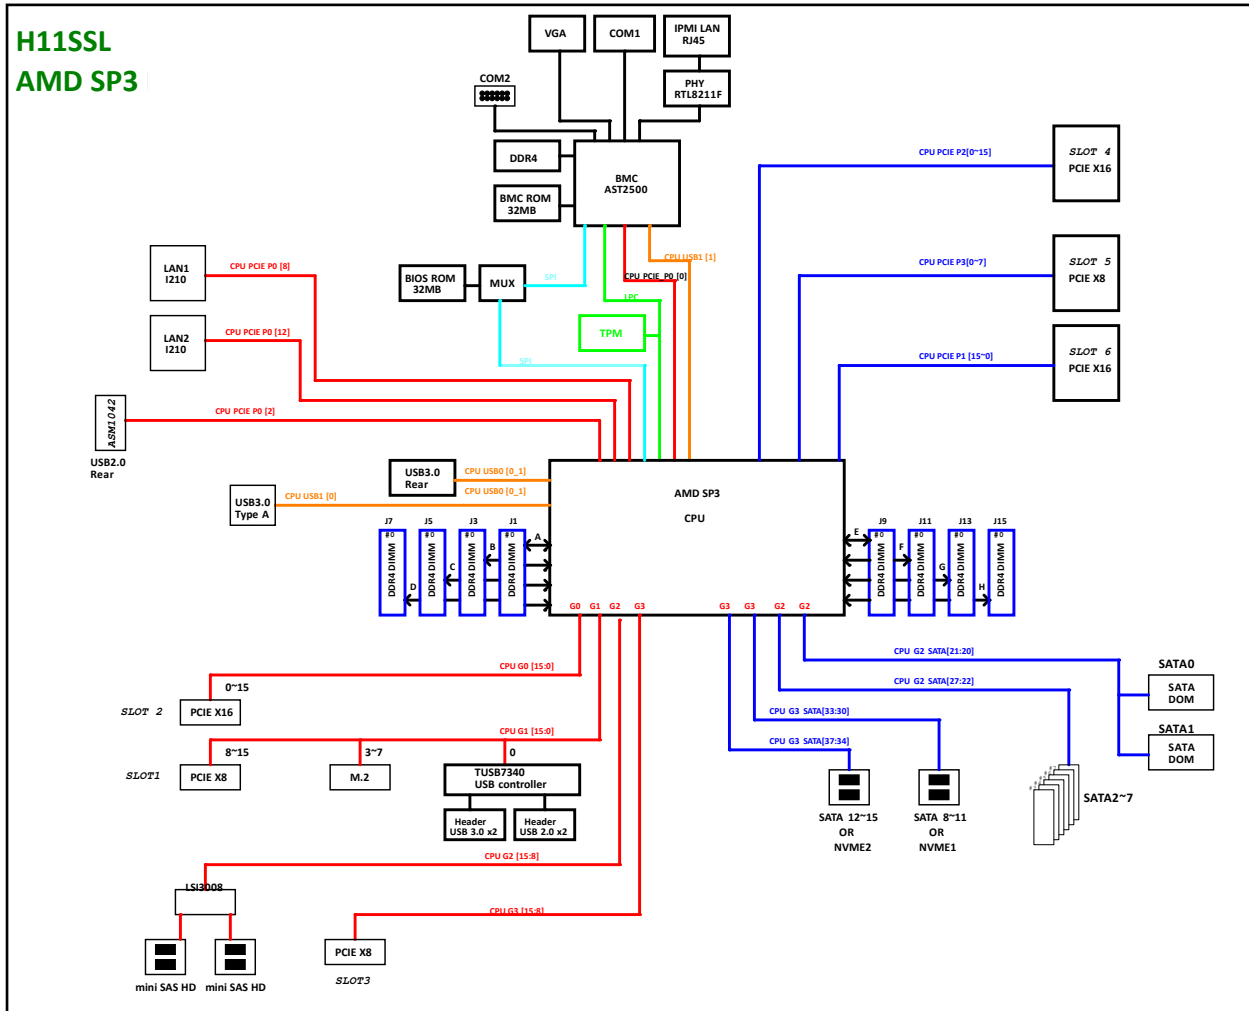 H11SSL
AMD SP3
VGA
COM1
IPMI LAN
RJ45
COM2
PHY
RTL8211F
DDR4
BMC
AST2500
BMC ROM
32MB
CPU PCIE P2[0~15]
SLOT 4
PCIE X16
LAN1
I210
CPU PCIE P0 [8]
BIOS ROM
32MB
MUX
SPI
CPU PCIE_P0 [0]
CPU USB1 [1]
LPC
CPU PCIE P3[0~7]
SLOT 5
PCIE X8
LAN2
I210
CPU PCIE P0 [12]
TPM
SPI
CPU PCIE P1 [15~0]
SLOT 6
PCIE X16
ASM1042
CPU PCIE P0 [2]
USB2.0
Rear
USB3.0
Rear
CPU USB0 [0_1]
CPU USB0 [0_1]
USB3.0
Type A
CPU USB1 [0]
AMD SP3
CPU
J7
J5
J3
J1
J9
J11
J13
J15
#0
DDR4 DIMM
#0
DDR4 DIMM
#0
DDR4 DIMM
#0
DDR4 DIMM
A
B
C
D
#0
DDR4 DIMM
#0
DDR4 DIMM
#0
DDR4 DIMM
#0
DDR4 DIMM
E
F
G
H
G0
G1
G2
G3
G3
G3
G2
G2
CPU G0 [15:0]
CPU G2 SATA[21:20]
CPU G2 SATA[27:22]
CPU G3 SATA[33:30]
CPU G3 SATA[37:34]
SATA0
SATA
DOM
SATA1
SATA
DOM
0~15
SLOT 2
PCIE X16
CPU G1 [15:0]
8~15
3~7
0
SLOT1
PCIE X8
M.2
TUSB7340
USB controller
Header
USB 3.0 x2
Header
USB 2.0 x2
SATA 12~15
OR
NVME2
SATA 8~11
OR
NVME1
SATA2~7
CPU G2 [15:8]
LSI3008
CPU G3 [15:8]
mini SAS HD
mini SAS HD
PCIE X8
SLOT3